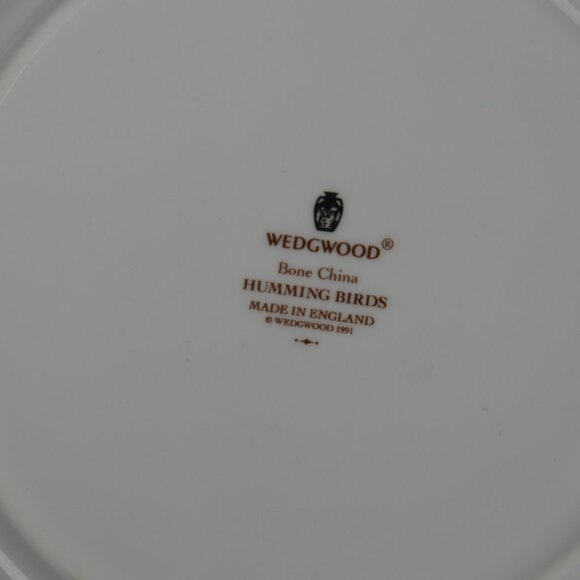 WEDGWOOD®
Bone China
HUMMING BIRDS
MADE IN ENGLAND
© WEDGWOOD 1991